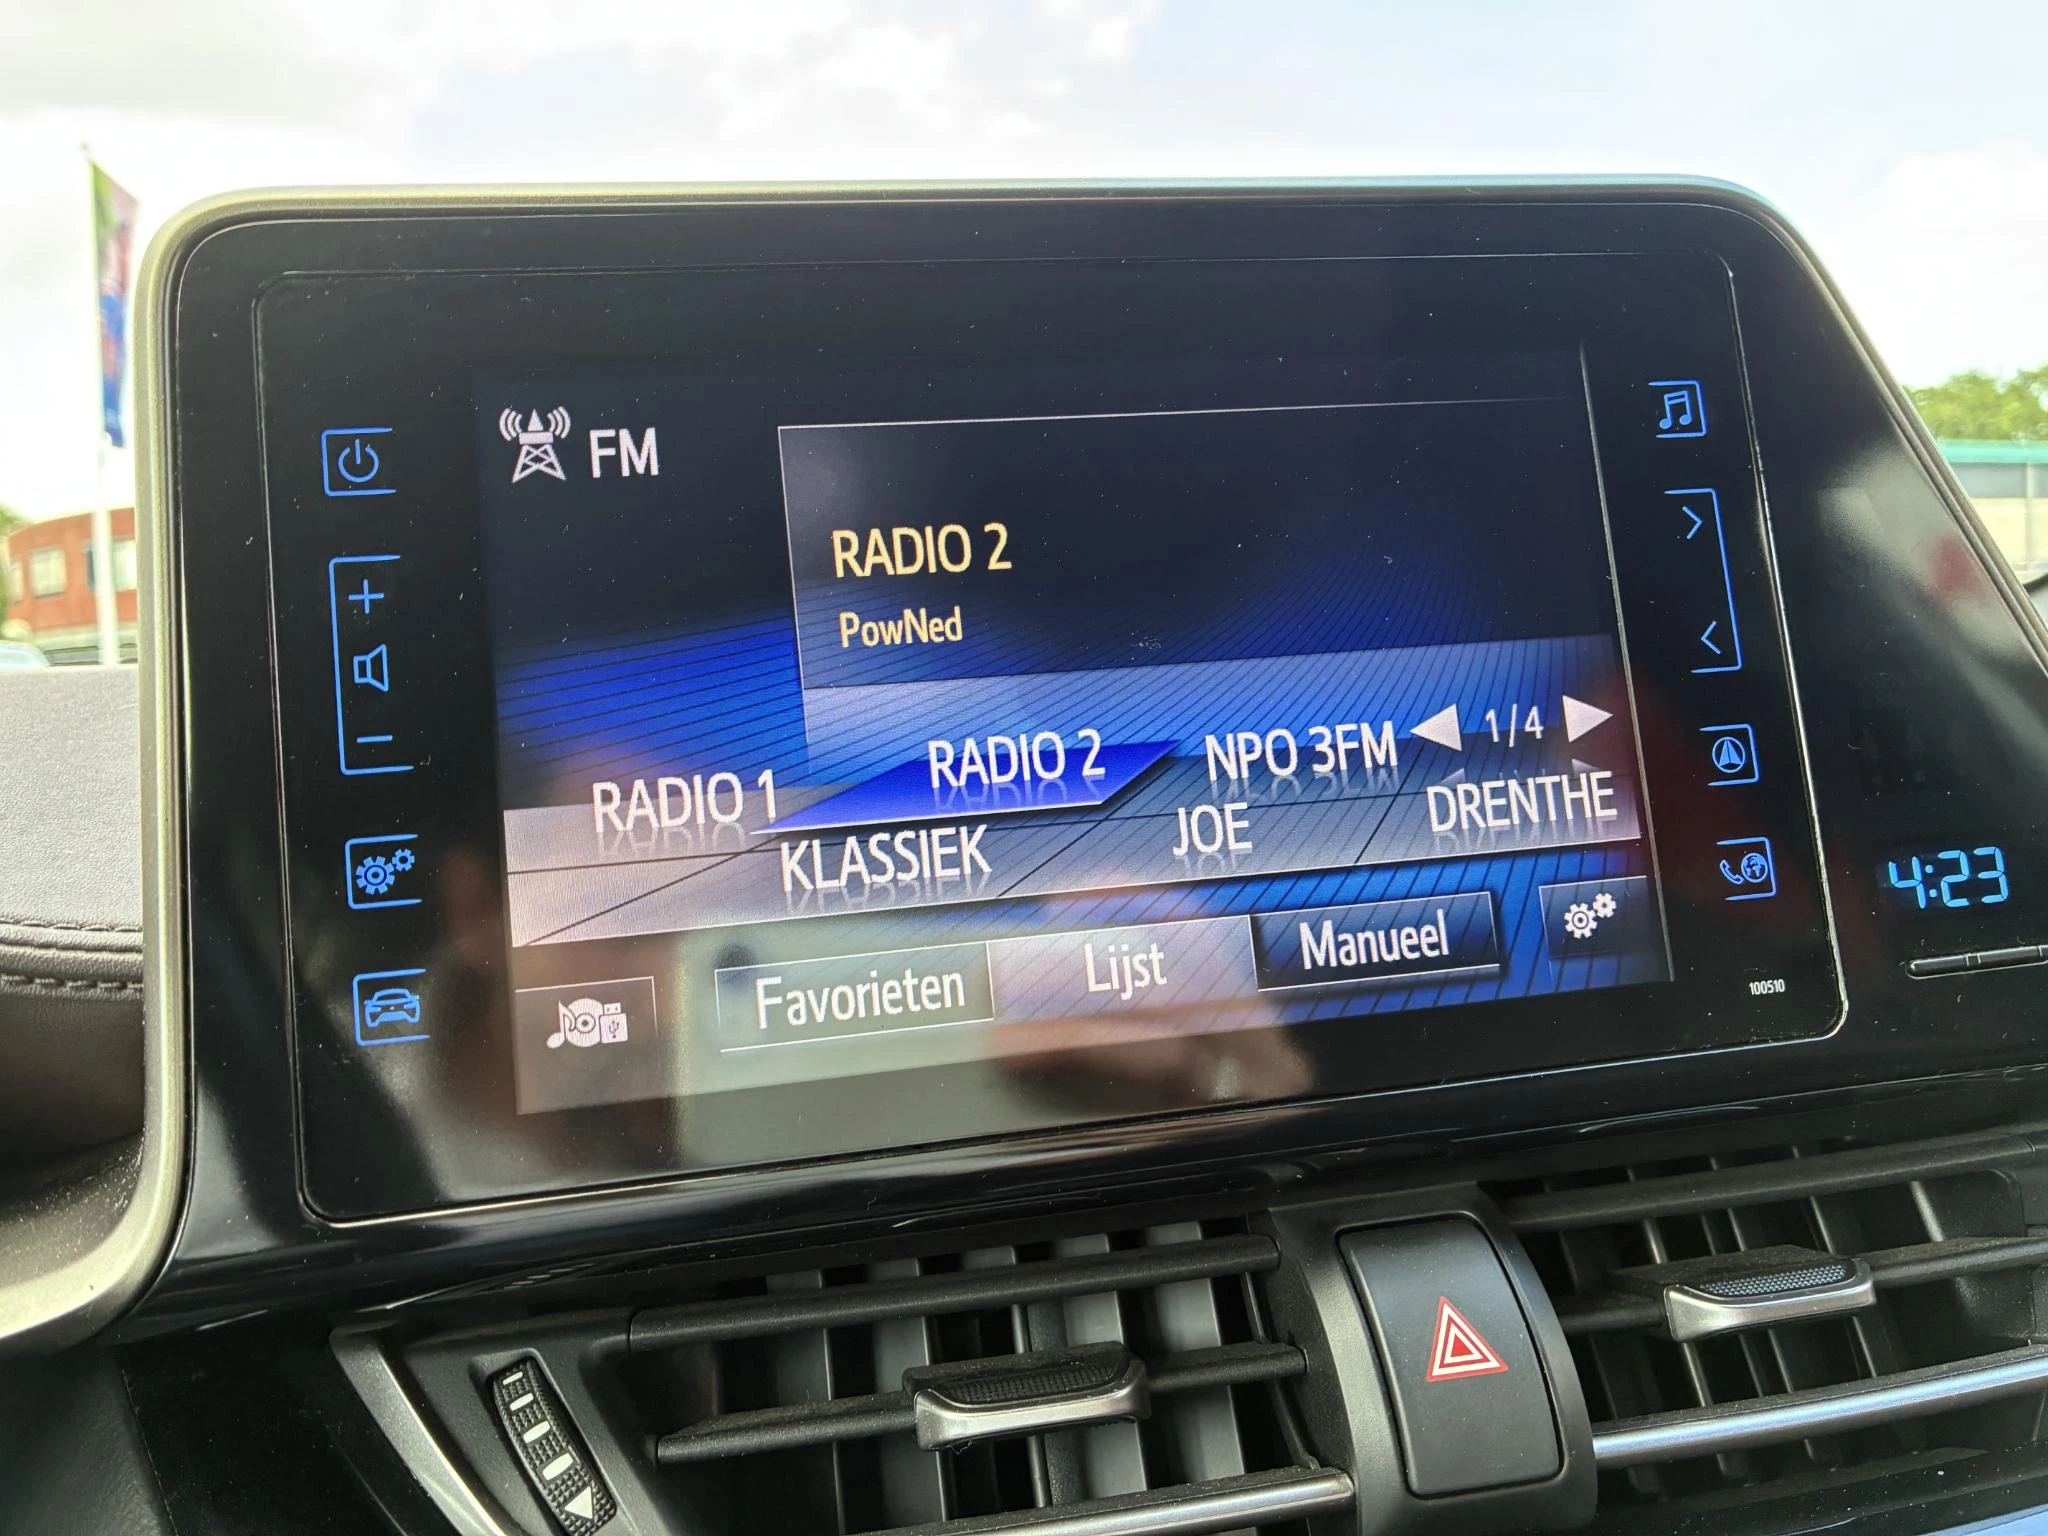 FM
RADIO 2
PowNed
RADIO 1 RADIO 2 NPO 3FM 1/4
KLASSIEK JOE DRENTHE
Favorieten Lijst Manueel
100510
4:23